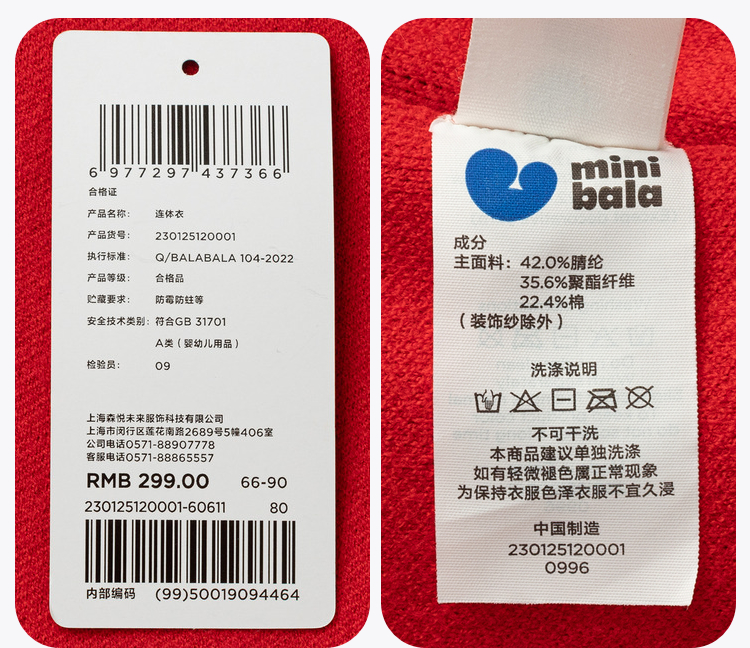 6 977297 437366
合格证
产品名称: 连体衣
产品货号: 230125120001
执行标准: Q/BALABALA 104-2022
产品等级: 合格品
贮藏要求: 防霉防蛀等
安全技术类别: 符合GB 31701
A类（婴幼儿用品）
检验员: 09
上海森悦未来服饰科技有限公司
上海市闵行区莲花南路2689号5幢406室
公司电话0571-88907778
客服电话0571-88865557
RMB 299.00 66-90
230125120001-60611 80
内部编码 (99)50019094464
mini
bala
成分
主面料: 42.0%腈纶
35.6%聚酯纤维
22.4%棉
（装饰纱除外）
洗涤说明
不可干洗
本商品建议单独洗涤
如有轻微褪色属正常现象
为保持衣服色泽衣服不宜久浸
中国制造
230125120001
0996